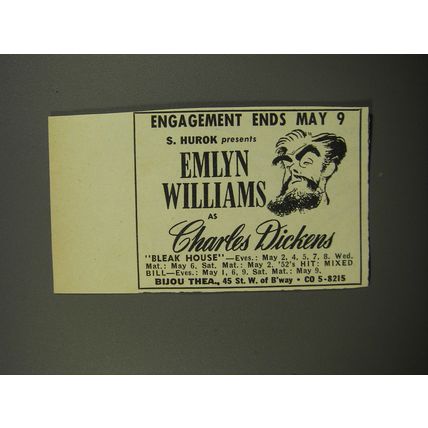 ENGAGEMENT ENDS MAY 9
S. HUROK presents
EMLYN
WILLIAMS
AS
Charles Dickens
"BLEAK HOUSE"—Eves.: May 2, 4, 5, 7, 8. Wed.
Mat.: May 6, Sat. Mat.: May 2. '52's HIT: MIXED
BILL—Eves.: May 1, 6, 9. Sat. Mat.: May 9.
BIJOU THEA., 45 St. W. of B'way • CO 5-8215